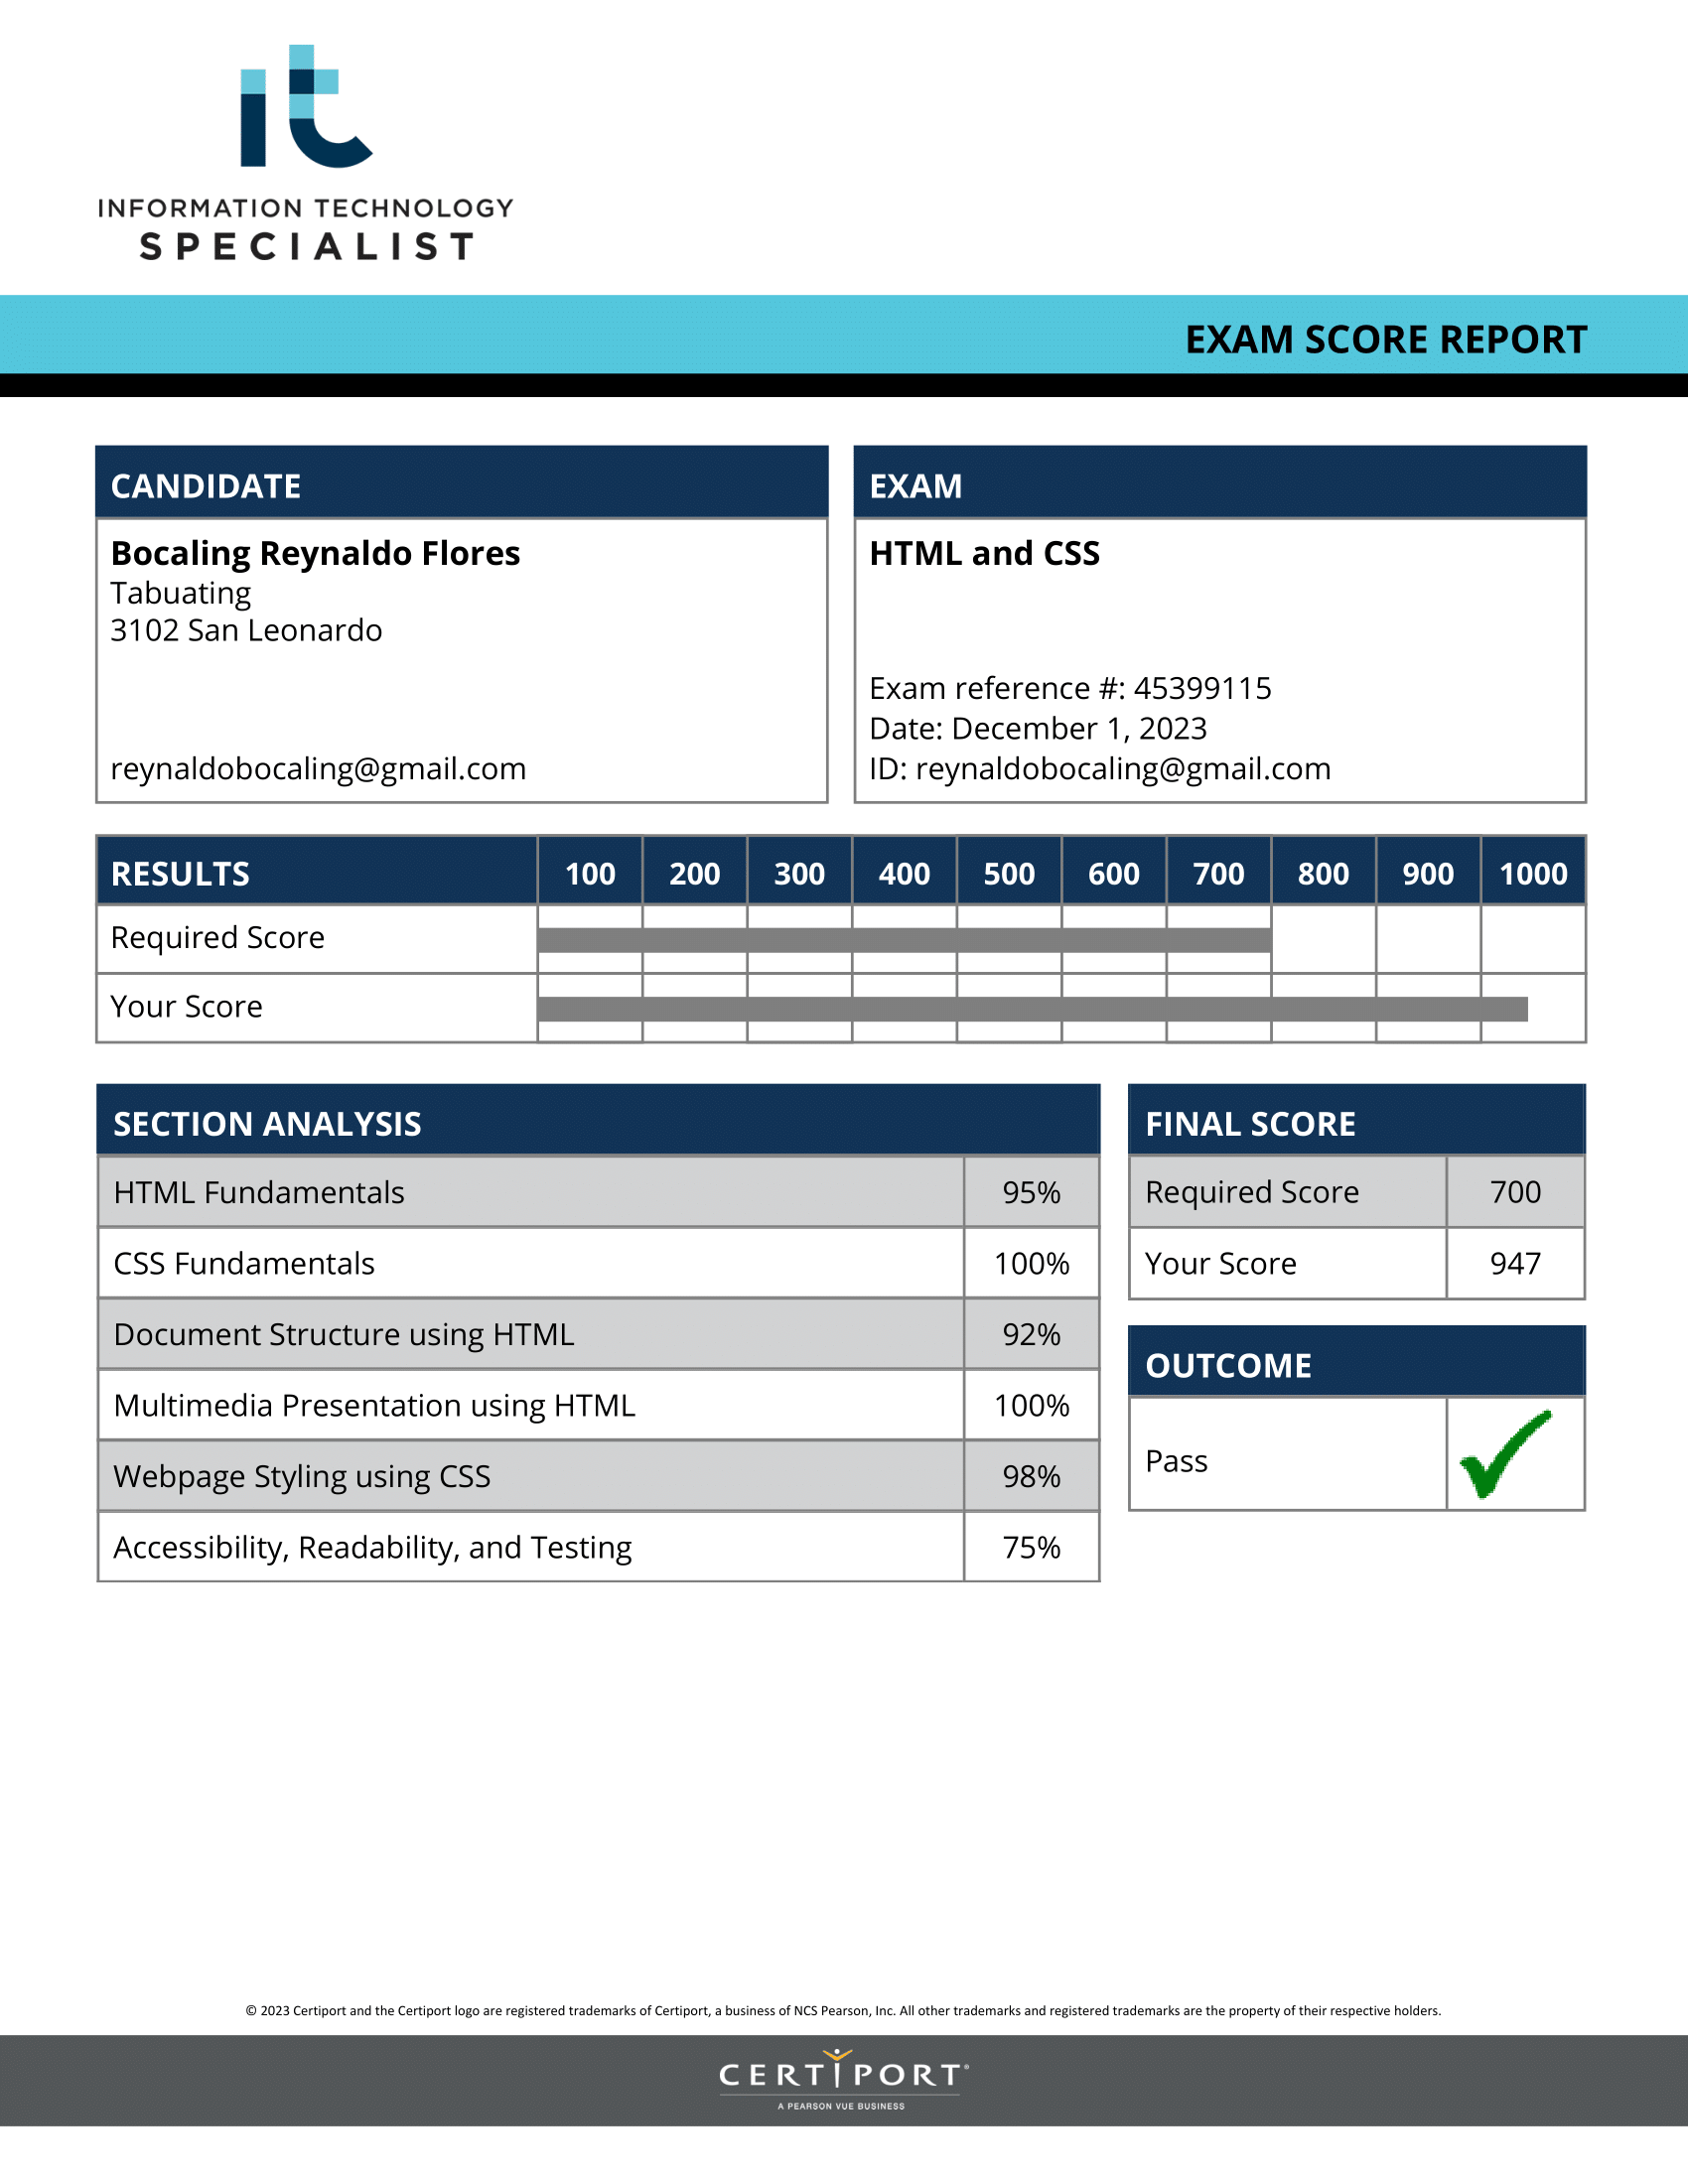 it
INFORMATION TECHNOLOGY
SPECIALIST
EXAM SCORE REPORT
CANDIDATE
Bocaling Reynaldo Flores
Tabuating
3102 San Leonardo
reynaldobocaling@gmail.com
EXAM
HTML and CSS
Exam reference #: 45399115
Date: December 1, 2023
ID: reynaldobocaling@gmail.com
RESULTS 100 200 300 400 500 600 700 800 900 1000
Required Score
Your Score
SECTION ANALYSIS
HTML Fundamentals 95%
CSS Fundamentals 100%
Document Structure using HTML 92%
Multimedia Presentation using HTML 100%
Webpage Styling using CSS 98%
Accessibility, Readability, and Testing 75%
FINAL SCORE
Required Score 700
Your Score 947
OUTCOME
Pass
© 2023 Certiport and the Certiport logo are registered trademarks of Certiport, a business of NCS Pearson, Inc. All other trademarks and registered trademarks are the property of their respective holders.
CERTIPORT®
A PEARSON VUE BUSINESS